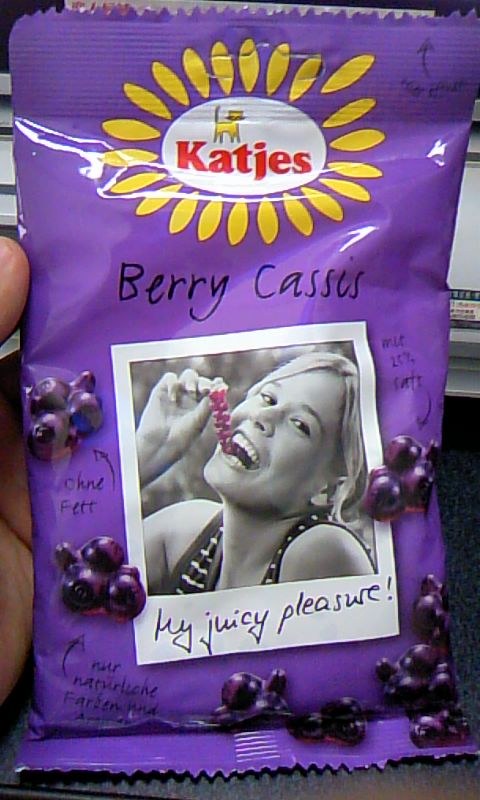 Katjes
Berry Cassis
mit
25%
saft
ohne
Fett
My juicy pleasure!
nur
natürliche
Farben und